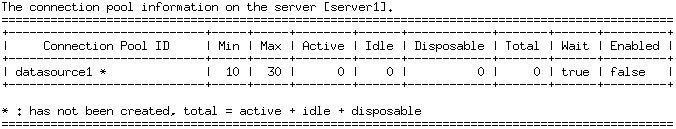 The connection pool information on the server [server1].
================================================================================
+------------------------+-----+-----+--------+------+------------+-------+------+---------+
| Connection Pool ID | Min | Max | Active | Idle | Disposable | Total | Wait | Enabled |
+------------------------+-----+-----+--------+------+------------+-------+------+---------+
| datasource1 * | 10 | 30 | 0 | 0 | 0 | 0 | true | false |
+------------------------+-----+-----+--------+------+------------+-------+------+---------+
* : has not been created, total = active + idle + disposable
================================================================================